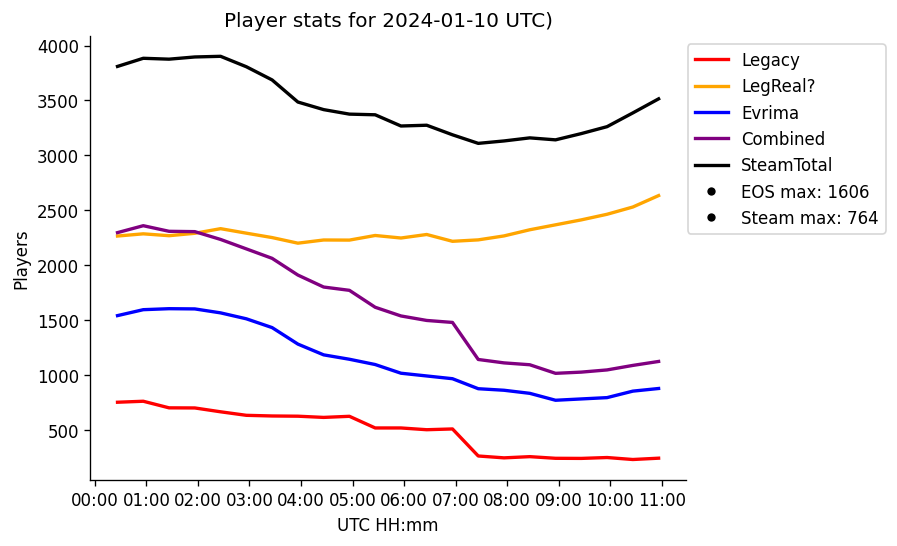 Player stats for 2024-01-10 UTC)
4000
3500
3000
2500
2000
1500
1000
500
Players
00:00 01:00 02:00 03:00 04:00 05:00 06:00 07:00 08:00 09:00 10:00 11:00
UTC HH:mm
Legacy
LegReal?
Evrima
Combined
SteamTotal
EOS max: 1606
Steam max: 764